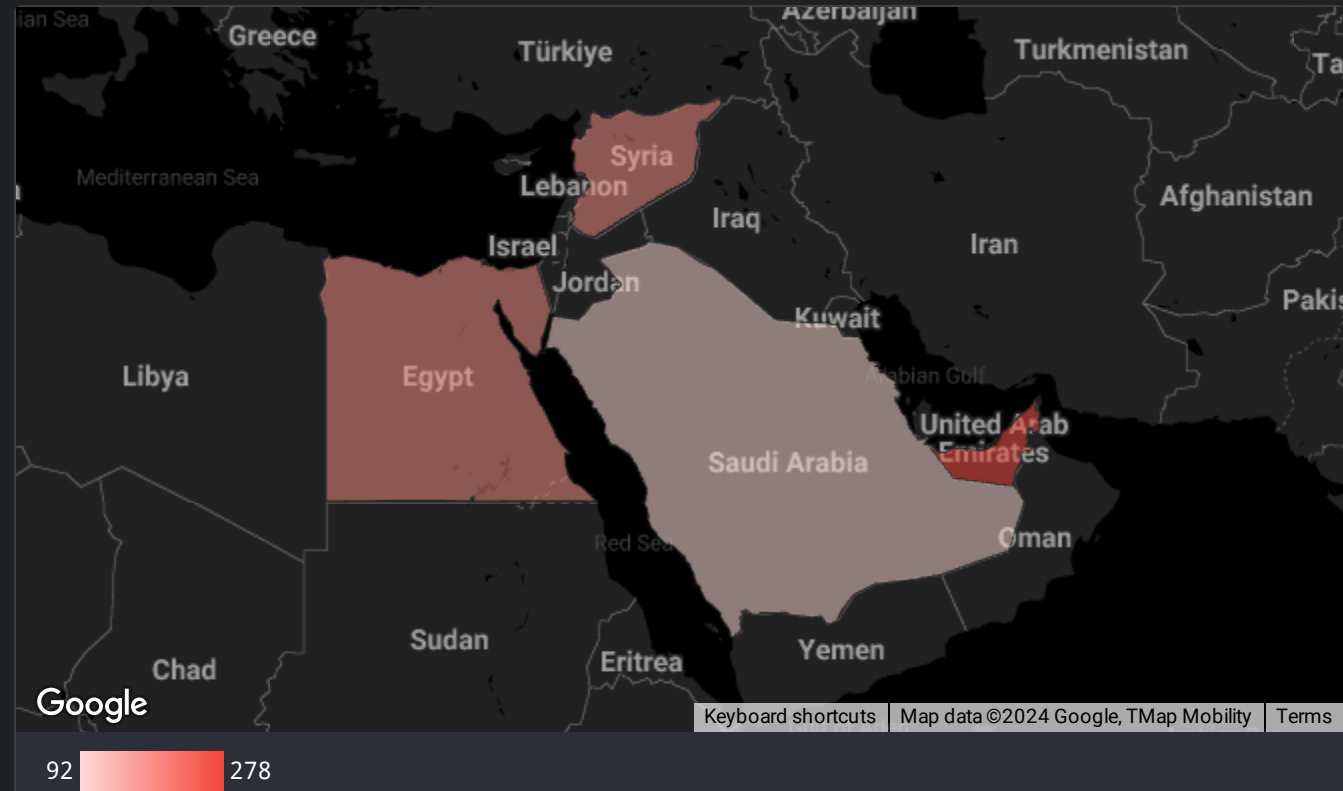 Azerbaijan
Greece
Türkiye
Turkmenistan
Syria
Mediterranean Sea
Lebanon
Afghanistan
Iraq
Israel
Iran
Jordan
Kuwait
Libya
Egypt
Arabian Gulf
United Arab
Emirates
Saudi Arabia
Oman
Red Sea
Sudan
Yemen
Eritrea
Chad
Google
Keyboard shortcuts
Map data ©2024 Google, TMap Mobility
Terms
92
278